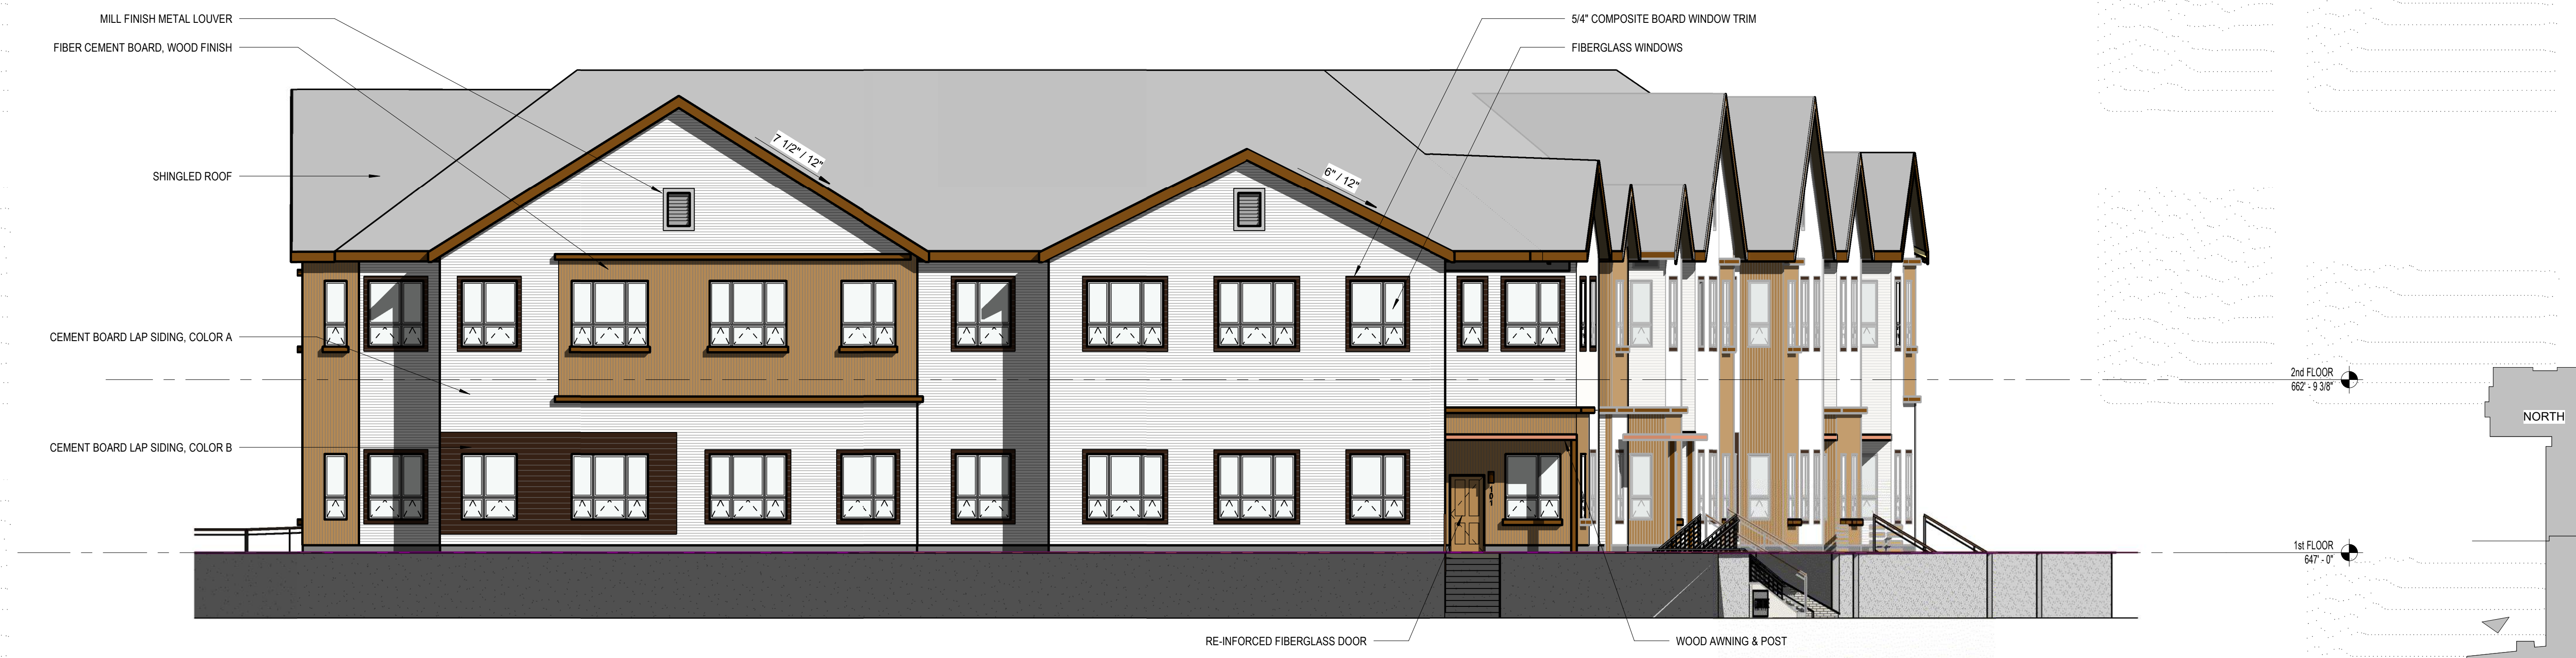 MILL FINISH METAL LOUVER
5/4" COMPOSITE BOARD WINDOW TRIM
FIBER CEMENT BOARD, WOOD FINISH
FIBERGLASS WINDOWS
7 1/2" / 12"
SHINGLED ROOF
6" / 12"
CEMENT BOARD LAP SIDING, COLOR A
2nd FLOOR
662' - 9 3/8"
NORTH
CEMENT BOARD LAP SIDING, COLOR B
101
1st FLOOR
647' - 0"
RE-INFORCED FIBERGLASS DOOR
WOOD AWNING & POST